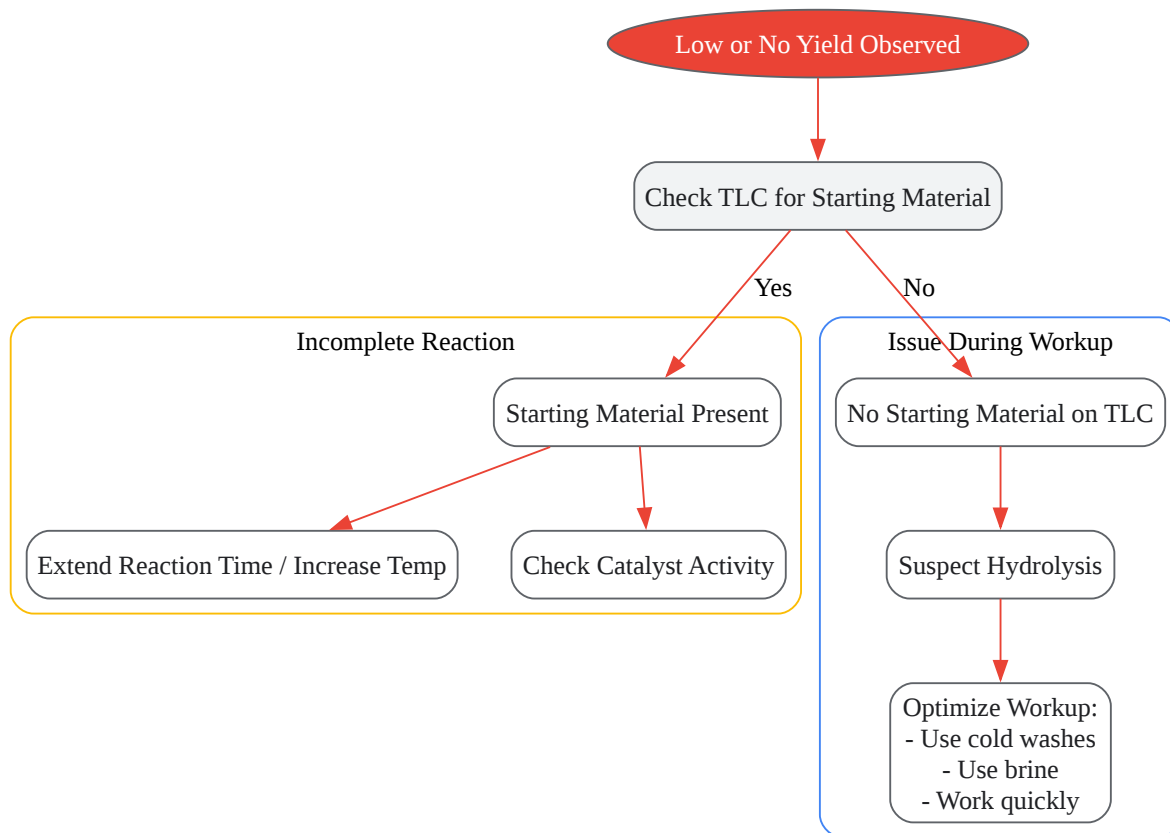 Low or No Yield Observed
Check TLC for Starting Material
Yes
No
Incomplete Reaction
Issue During Workup
Starting Material Present
No Starting Material on TLC
Extend Reaction Time / Increase Temp
Check Catalyst Activity
Suspect Hydrolysis
Optimize Workup:
- Use cold washes
- Use brine
- Work quickly